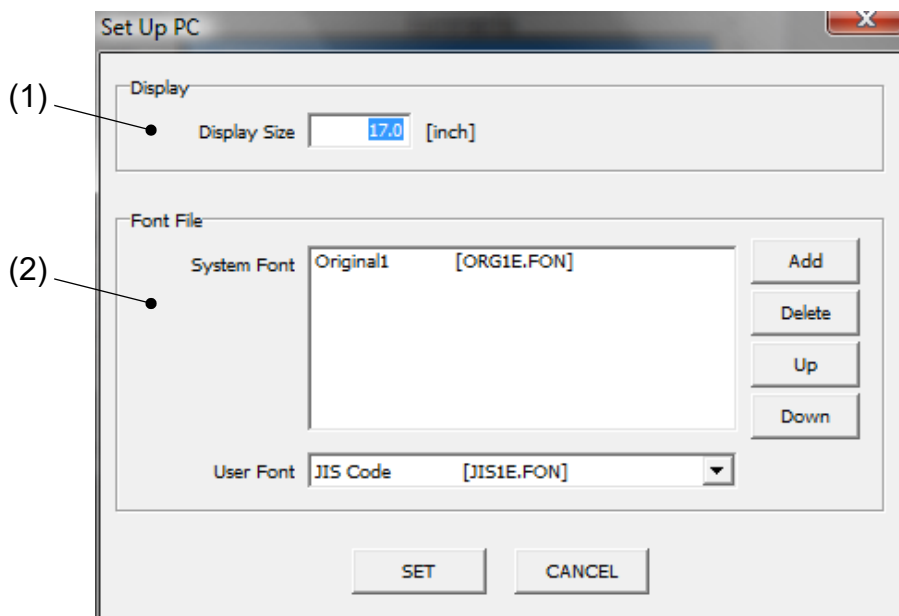 Set Up PC
X
(1)
Display
Display Size 17.0 [inch]
(2)
Font File
System Font Original1 [ORG1E.FON] Add
Delete
Up
Down
User Font JIS Code [JIS1E.FON]
SET CANCEL